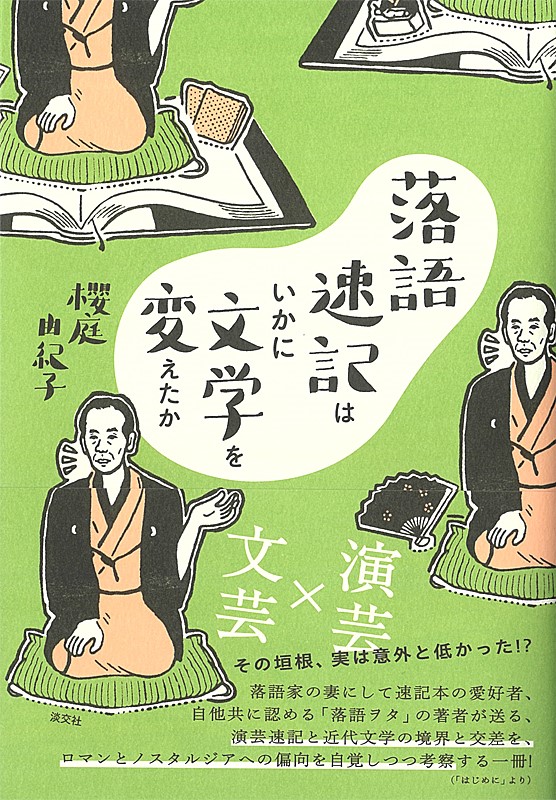 落語
速記は
いかに
文学を
変えたか
櫻庭
由紀子
演芸
×
文芸
その垣根、実は意外と低かった!?
落語家の妻にして速記本の愛好者、
自他共に認める「落語ヲタ」の著者が送る、
演芸速記と近代文学の境界と交差を、
ロマンとノスタルジアへの偏向を自覚しつつ考察する一冊!
(「はじめに」より)
淡交社